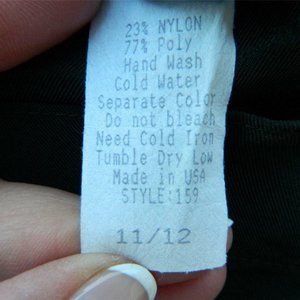 23% NYLON
77% Poly
Hand Wash
Cold Water
Separate Color
Do not bleach
Need Cold Iron
Tumble Dry Low
Made in USA
STYLE:159
11/12